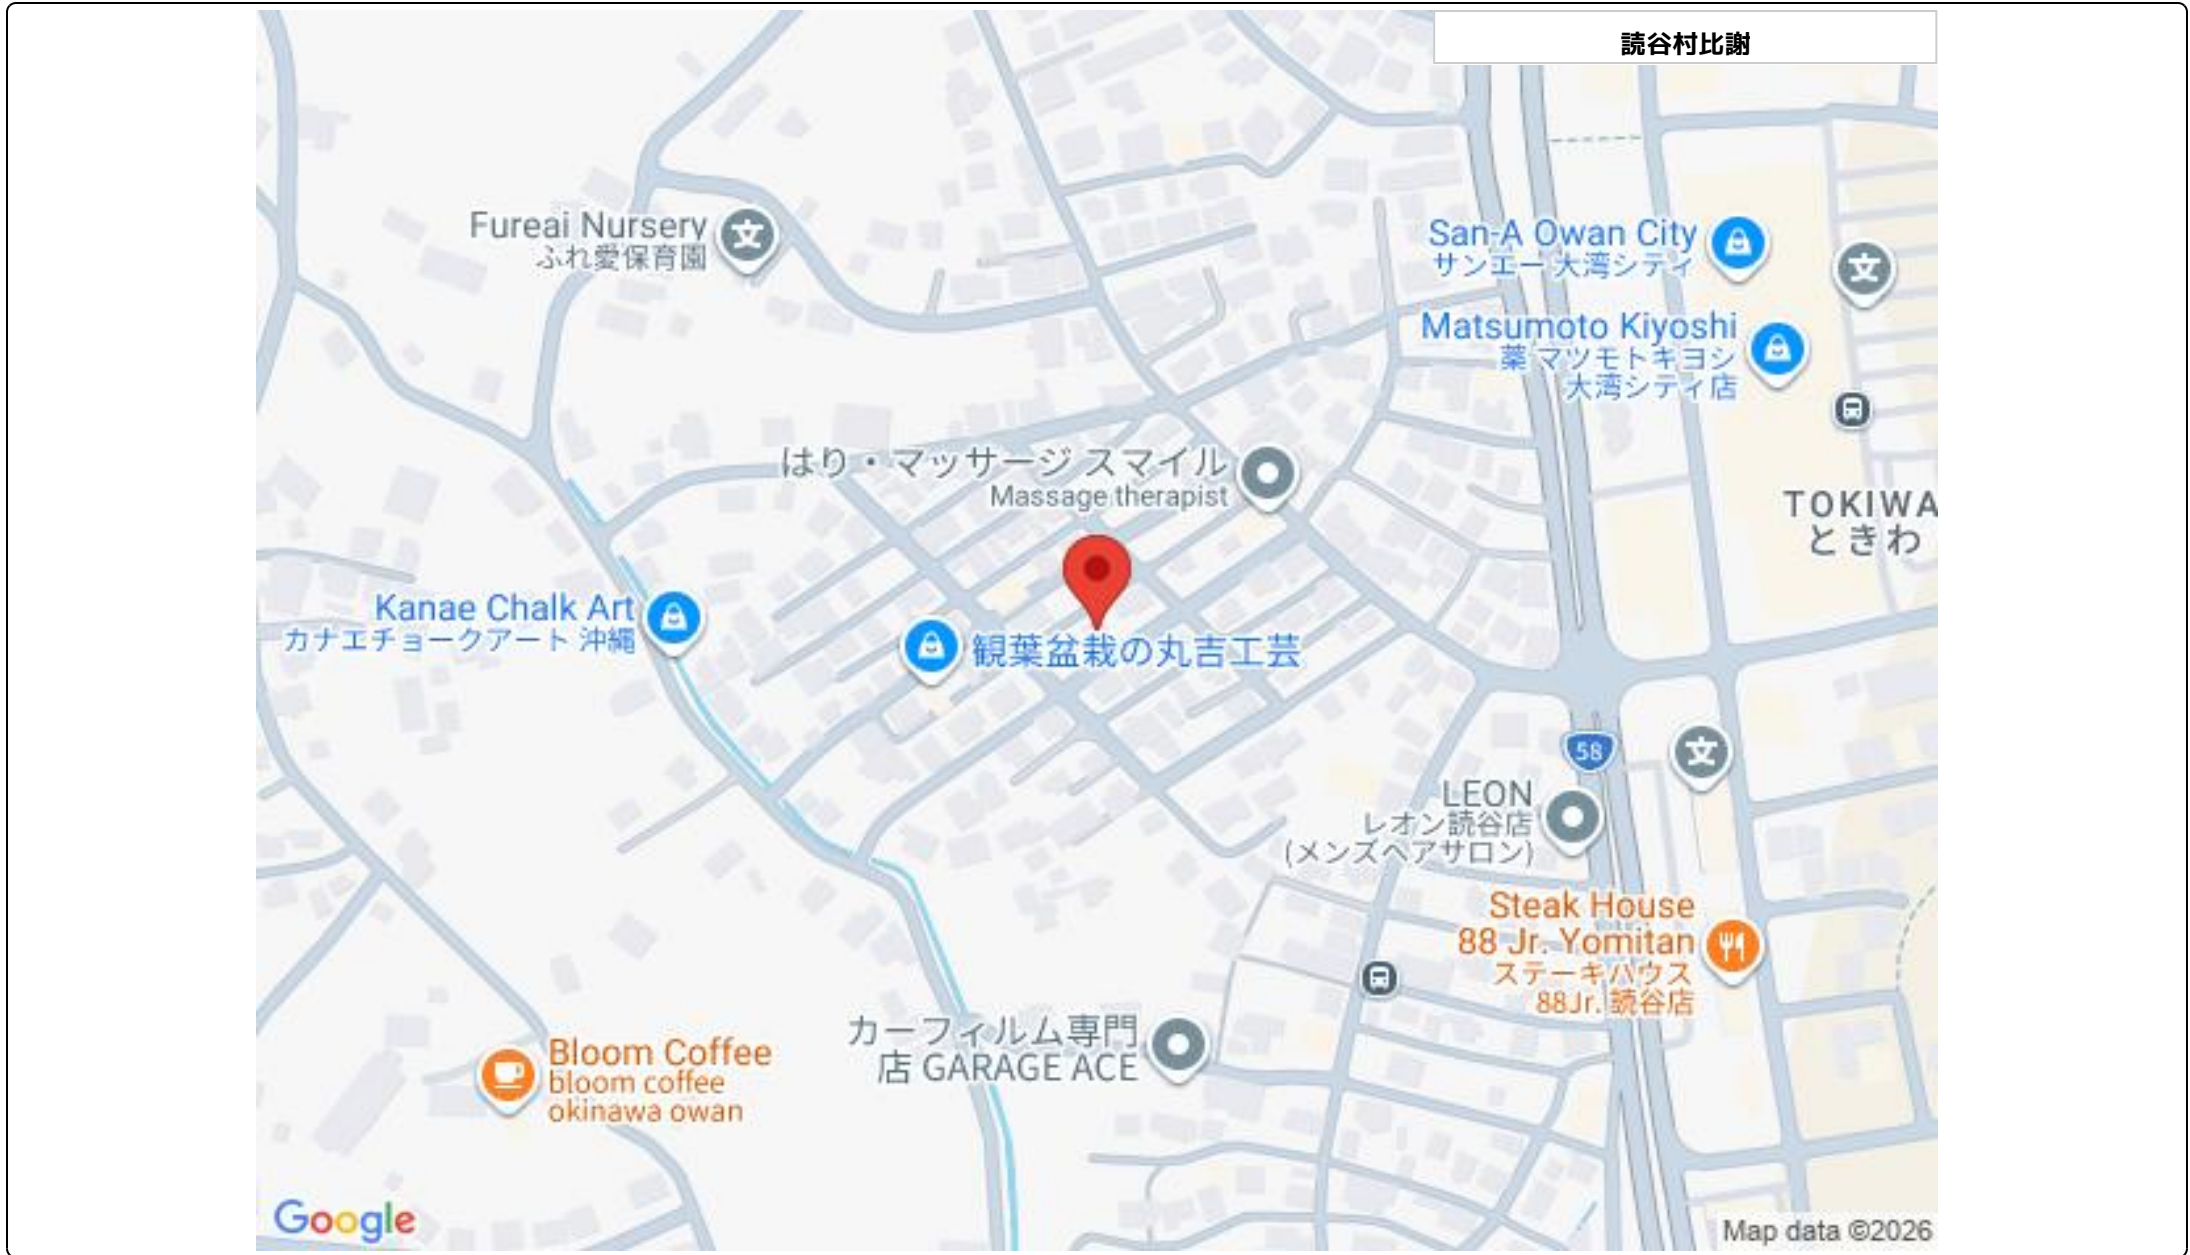 読谷村比謝
Fureai Nursery
ふれ愛保育園
San-A Owan City
サンエー 大湾シティ
Matsumoto Kiyoshi
薬 マツモトキヨシ
大湾シティ店
はり・マッサージ スマイル
Massage therapist
TOKIWA
ときわ
Kanae Chalk Art
カナエチョークアート 沖縄
観葉盆栽の丸吉工芸
58
LEON
レオン読谷店
(メンズヘアサロン)
Steak House
88 Jr. Yomitan
ステーキハウス
88Jr. 読谷店
カーフィルム専門
店 GARAGE ACE
Bloom Coffee
bloom coffee
okinawa owan
Google
Map data ©2026
文
文
文